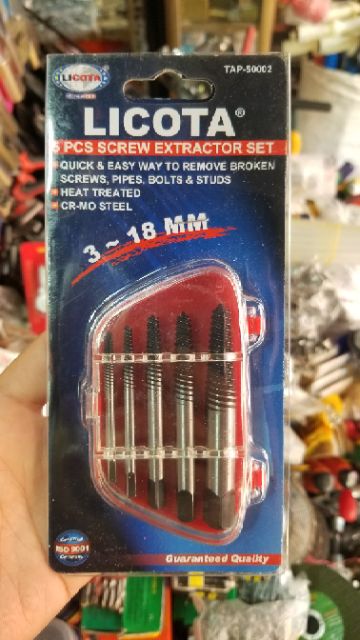 LICOTA
TAP-50002
LICOTA®
5 PCS SCREW EXTRACTOR SET
QUICK & EASY WAY TO REMOVE BROKEN
SCREWS, PIPES, BOLTS & STUDS
HEAT TREATED
CR-MO STEEL
3 ~ 18 MM
ISO 9001
Guaranteed Quality